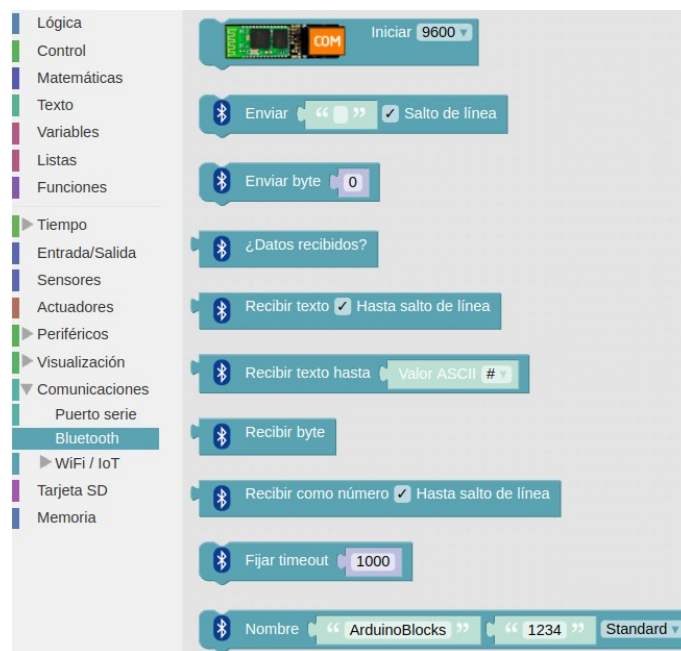 Lógica
Control
Matemáticas
Texto
Variables
Listas
Funciones
Tiempo
Entrada/Salida
Sensores
Actuadores
Periféricos
Visualización
Comunicaciones
Puerto serie
Bluetooth
WiFi / IoT
Tarjeta SD
Memoria
COM Iniciar 9600
Enviar “ ” Salto de línea
Enviar byte 0
¿Datos recibidos?
Recibir texto Hasta salto de línea
Recibir texto hasta Valor ASCII #
Recibir byte
Recibir como número Hasta salto de línea
Fijar timeout 1000
Nombre “ ArduinoBlocks ” “ 1234 ” Standard